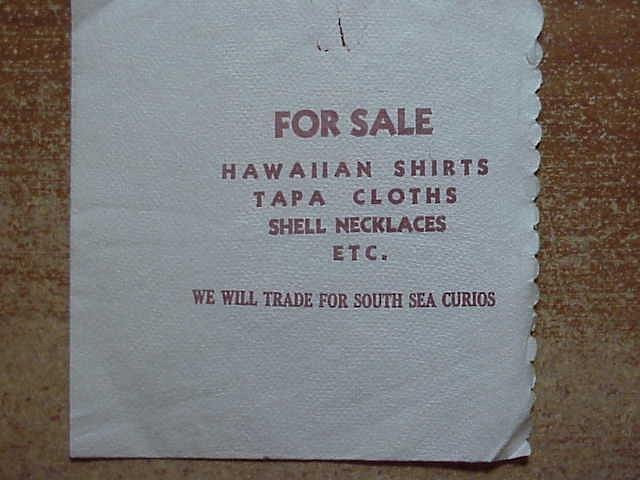 FOR SALE
HAWAIIAN SHIRTS
TAPA CLOTHS
SHELL NECKLACES
ETC.
WE WILL TRADE FOR SOUTH SEA CURIOS